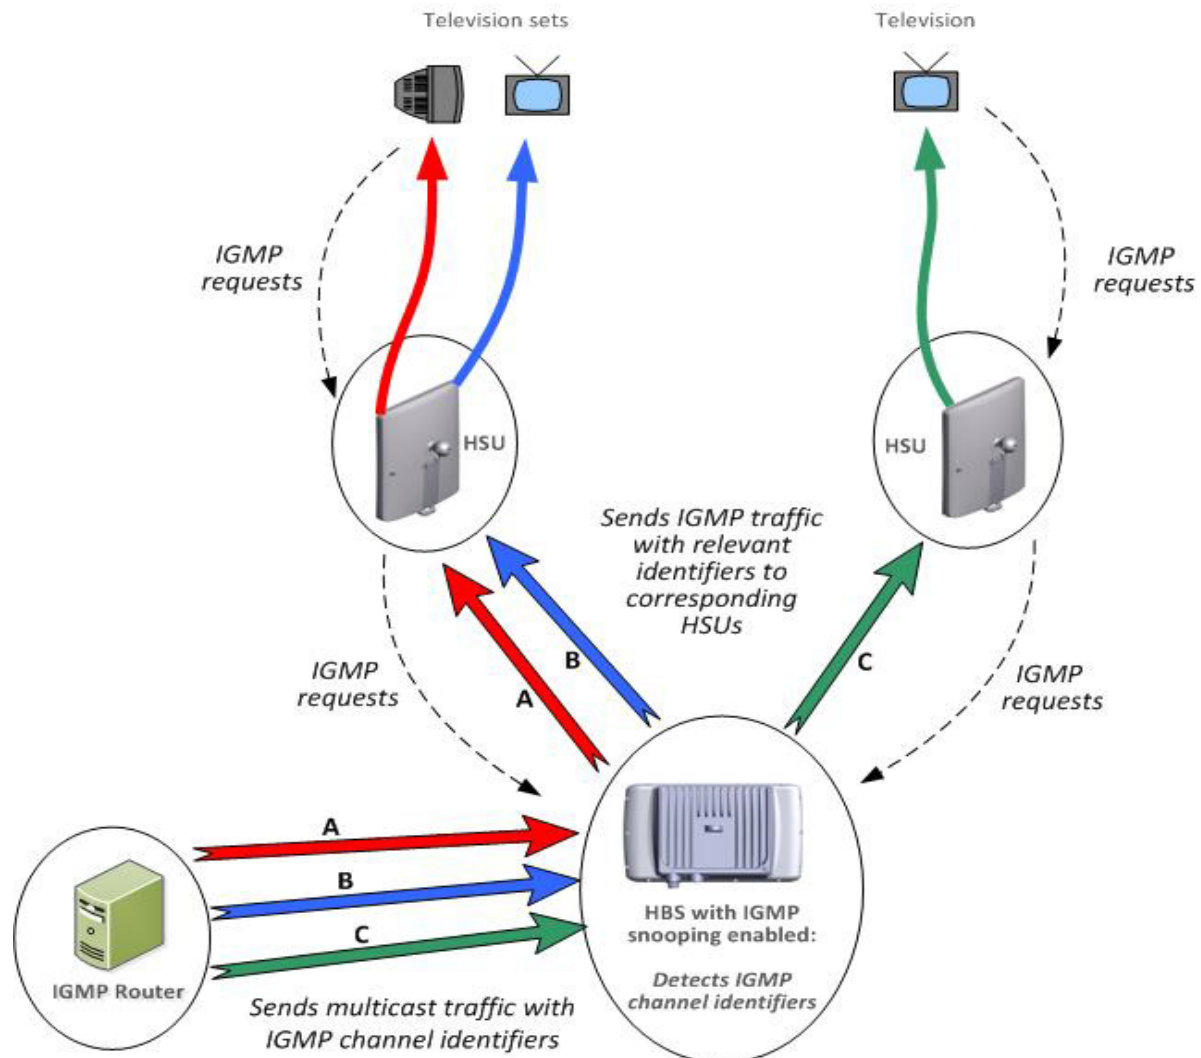 Television sets
Television
IGMP
requests
IGMP
requests
HSU
HSU
Sends IGMP traffic
with relevant
identifiers to
corresponding
HSUs
B
A
C
IGMP
requests
IGMP
requests
A
B
C
HBS with IGMP
snooping enabled:
Detects IGMP
channel identifiers
IGMP Router
Sends multicast traffic with
IGMP channel identifiers